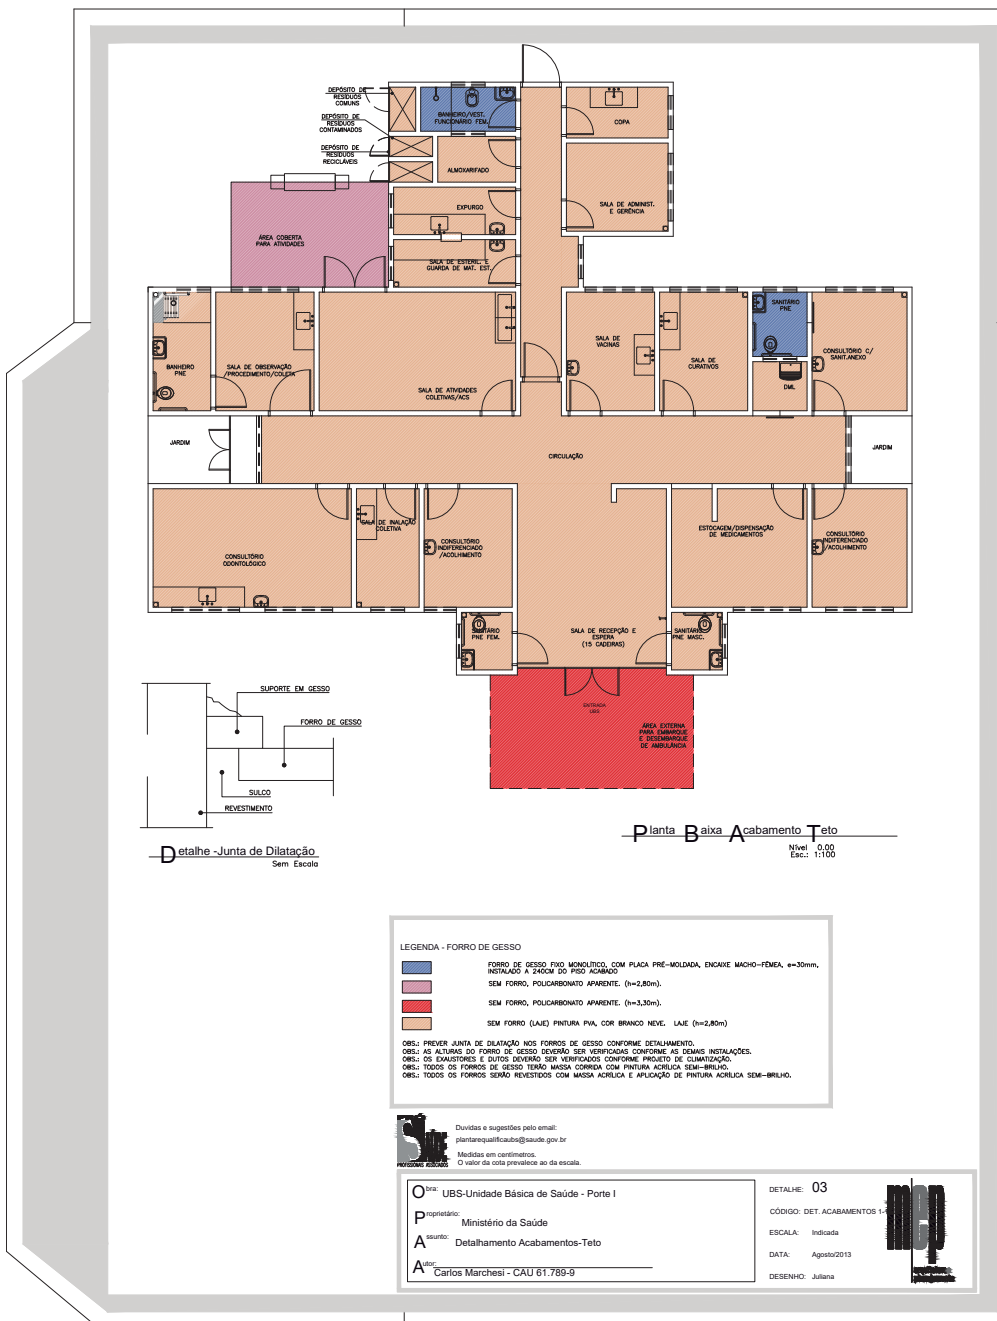 DEPÓSITO DE
RESÍDUOS
COMUNS
DEPÓSITO DE
RESÍDUOS
CONTAMINADOS
DEPÓSITO DE
RESÍDUOS
RECICLÁVEIS
BANHEIRO/VEST.
FUNCIONÁRIO FEM.
COPA
ALMOXARIFADO
EXPURGO
SALA DE ADMINIST.
E GERÊNCIA
ÁREA COBERTA
PARA ATIVIDADES
SALA DE ESTERIL. E
GUARDA DE MAT. EST.
SANITÁRIO
PNE
SALA DE
VACINAS
CONSULTÓRIO C/
SANIT.ANEXO
BANHEIRO
PNE
SALA DE OBSERVAÇÃO
/PROCEDIMENTO/COLETA
SALA DE
CURATIVOS
SALA DE ATIVIDADES
COLETIVAS/ACS
DML
JARDIM
CIRCULAÇÃO
JARDIM
SALA DE INALAÇÃO
COLETIVA
ESTOCAGEM/DISPENSAÇÃO
DE MEDICAMENTOS
CONSULTÓRIO
ODONTOLÓGICO
CONSULTÓRIO
INDIFERENCIADO
/ACOLHIMENTO
CONSULTÓRIO
INDIFERENCIADO
/ACOLHIMENTO
SANITÁRIO
PNE FEM.
SALA DE RECEPÇÃO E
ESPERA
(15 CADEIRAS)
SANITÁRIO
PNE MASC.
ENTRADA
UBS
ÁREA EXTERNA
PARA EMBARQUE
E DESEMBARQUE
DE AMBULÂNCIA
SUPORTE EM GESSO
FORRO DE GESSO
SULCO
REVESTIMENTO
Detalhe -Junta de Dilatação
Sem Escala
Planta Baixa Acabamento Teto
Nível 0.00
Esc.: 1:100
LEGENDA - FORRO DE GESSO
FORRO DE GESSO FIXO MONOLÍTICO, COM PLACA PRÉ-MOLDADA, ENCAIXE MACHO-FÊMEA, e=30mm,
INSTALADO A 240CM DO PISO ACABADO
SEM FORRO, POLICARBONATO APARENTE. (h=2,80m).
SEM FORRO, POLICARBONATO APARENTE. (h=3,30m).
SEM FORRO (LAJE) PINTURA PVA, COR BRANCO NEVE. LAJE (h=2,80m)
OBS.: PREVER JUNTA DE DILATAÇÃO NOS FORROS DE GESSO CONFORME DETALHAMENTO.
OBS.: AS ALTURAS DO FORRO DE GESSO DEVERÃO SER VERIFICADAS CONFORME AS DEMAIS INSTALAÇÕES.
OBS.: OS EXAUSTORES E DUTOS DEVERÃO SER VERIFICADOS CONFORME PROJETO DE CLIMATIZAÇÃO.
OBS.: TODOS OS FORROS DE GESSO TERÃO MASSA CORRIDA COM PINTURA ACRÍLICA SEMI-BRILHO.
OBS.: TODOS OS FORROS SERÃO REVESTIDOS COM MASSA ACRÍLICA E APLICAÇÃO DE PINTURA ACRÍLICA SEMI-BRILHO.
PROFISSIONAIS ASSOCIADOS
Duvidas e sugestões pelo email:
plantarequalificaubs@saude.gov.br
Medidas em centímetros.
O valor da cota prevalece ao da escala.
Obra: UBS-Unidade Básica de Saúde - Porte I
Proprietário: Ministério da Saúde
Assunto: Detalhamento Acabamentos-Teto
Autor: Carlos Marchesi - CAU 61.789-9
DETALHE: 03
CÓDIGO: DET. ACABAMENTOS 1-
ESCALA: Indicada
DATA: Agosto/2013
DESENHO: Juliana